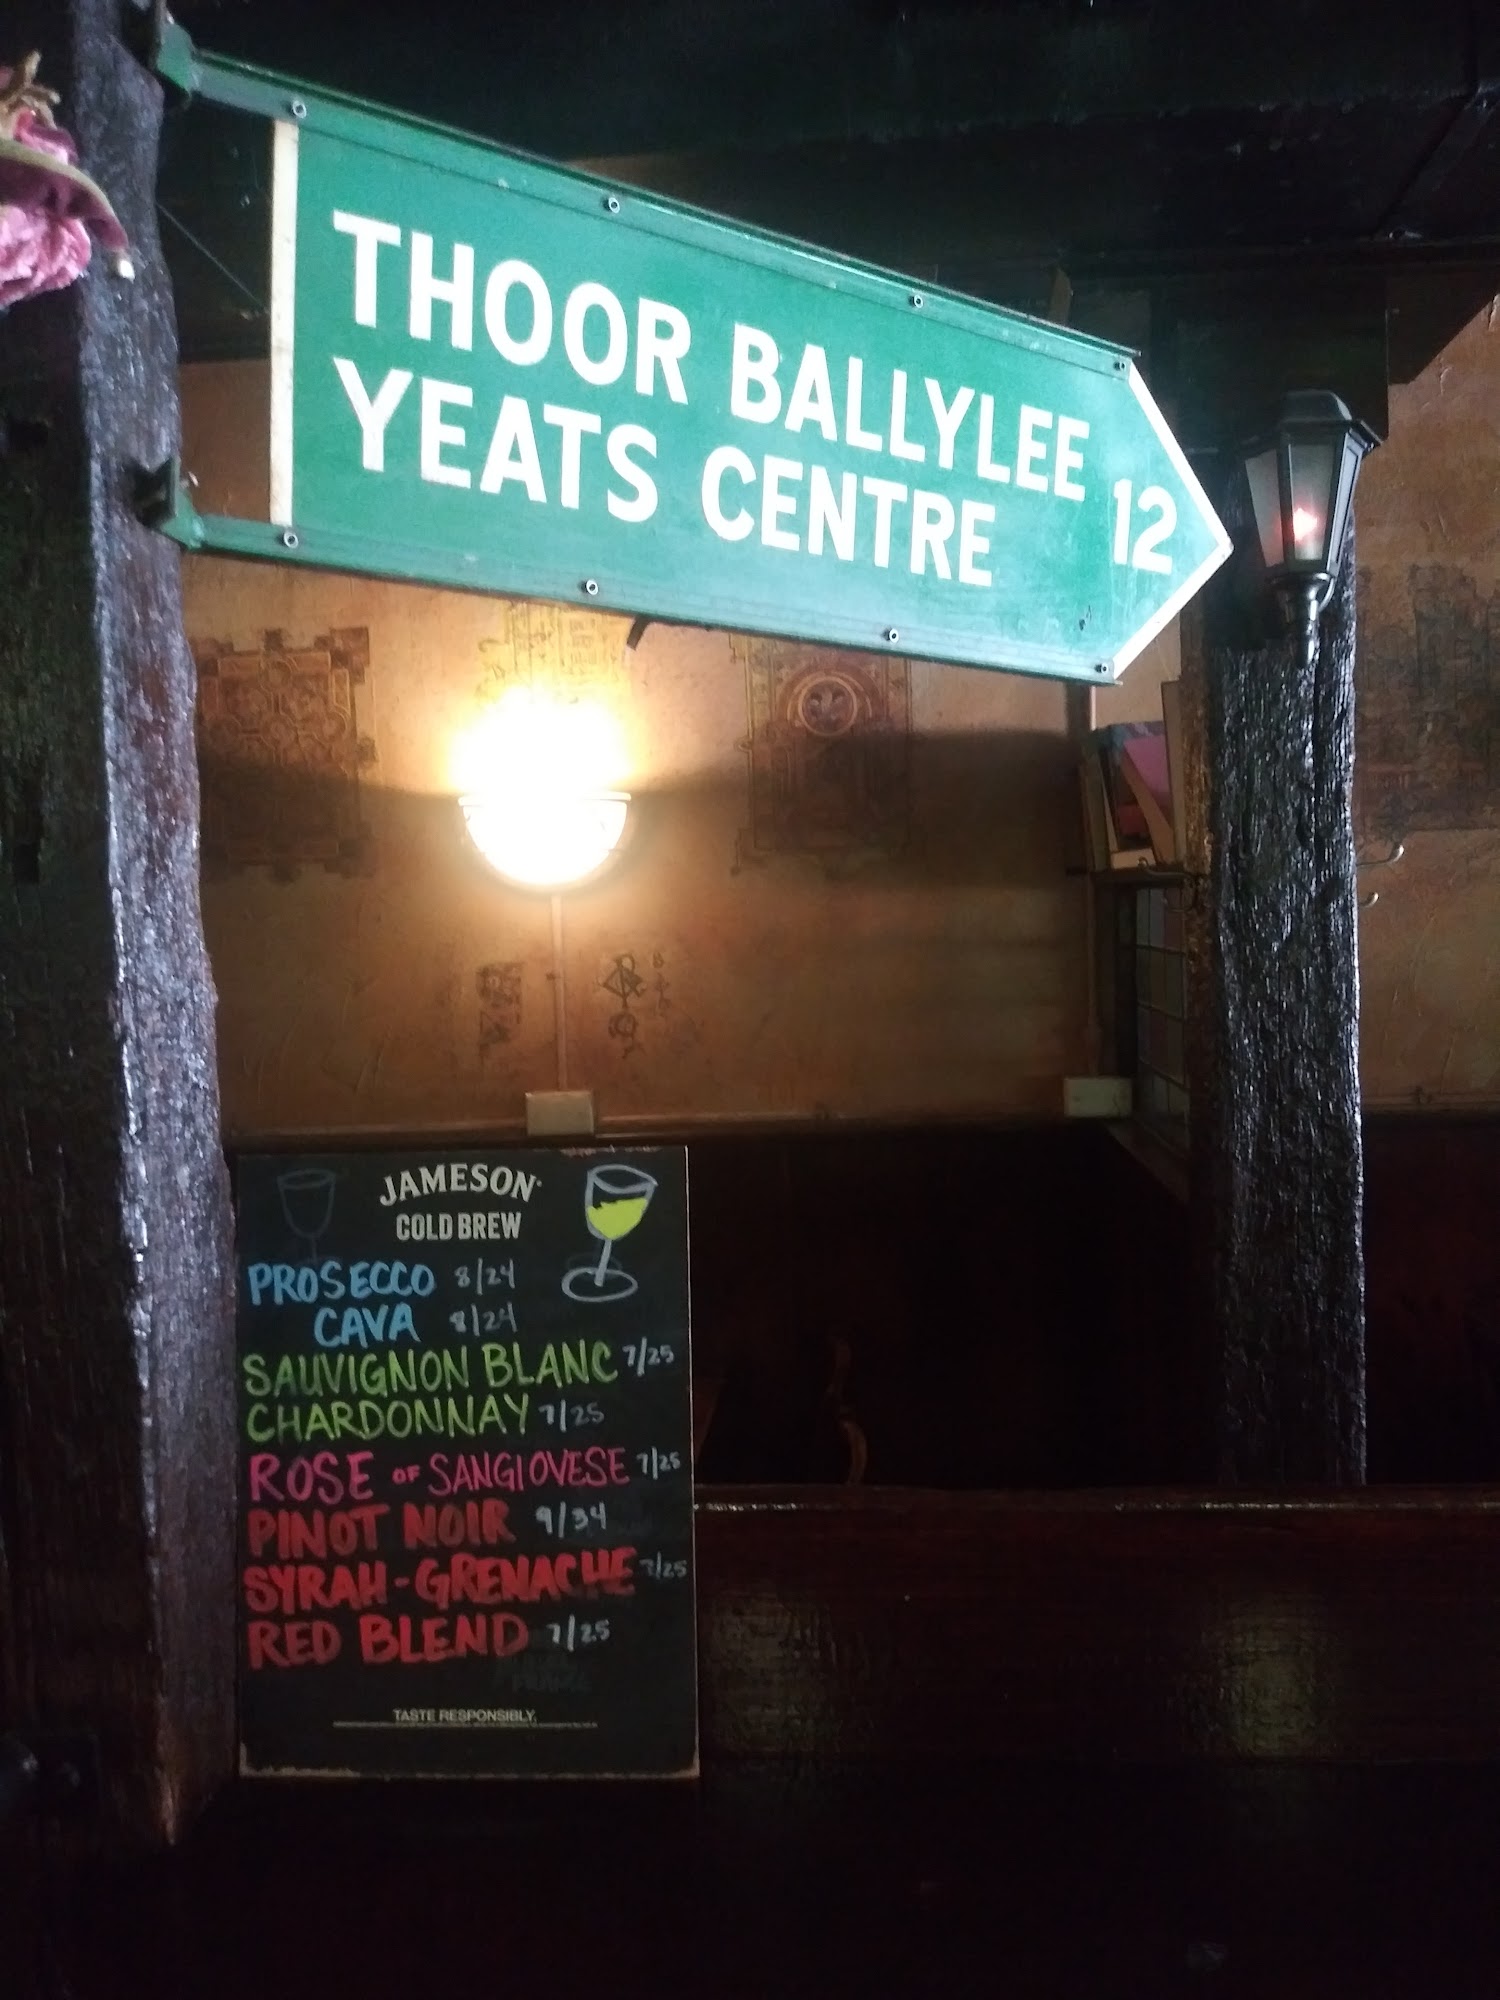 THOOR BALLYLEE
YEATS CENTRE 12
JAMESON
COLD BREW
PROSECCO 8/24
CAVA 8/24
SAUVIGNON BLANC 7/25
CHARDONNAY 7/25
ROSE OF SANGIOVESE 7/25
PINOT NOIR 9/34
SYRAH-GRENACHE 7/25
RED BLEND 7/25
TASTE RESPONSIBLY.